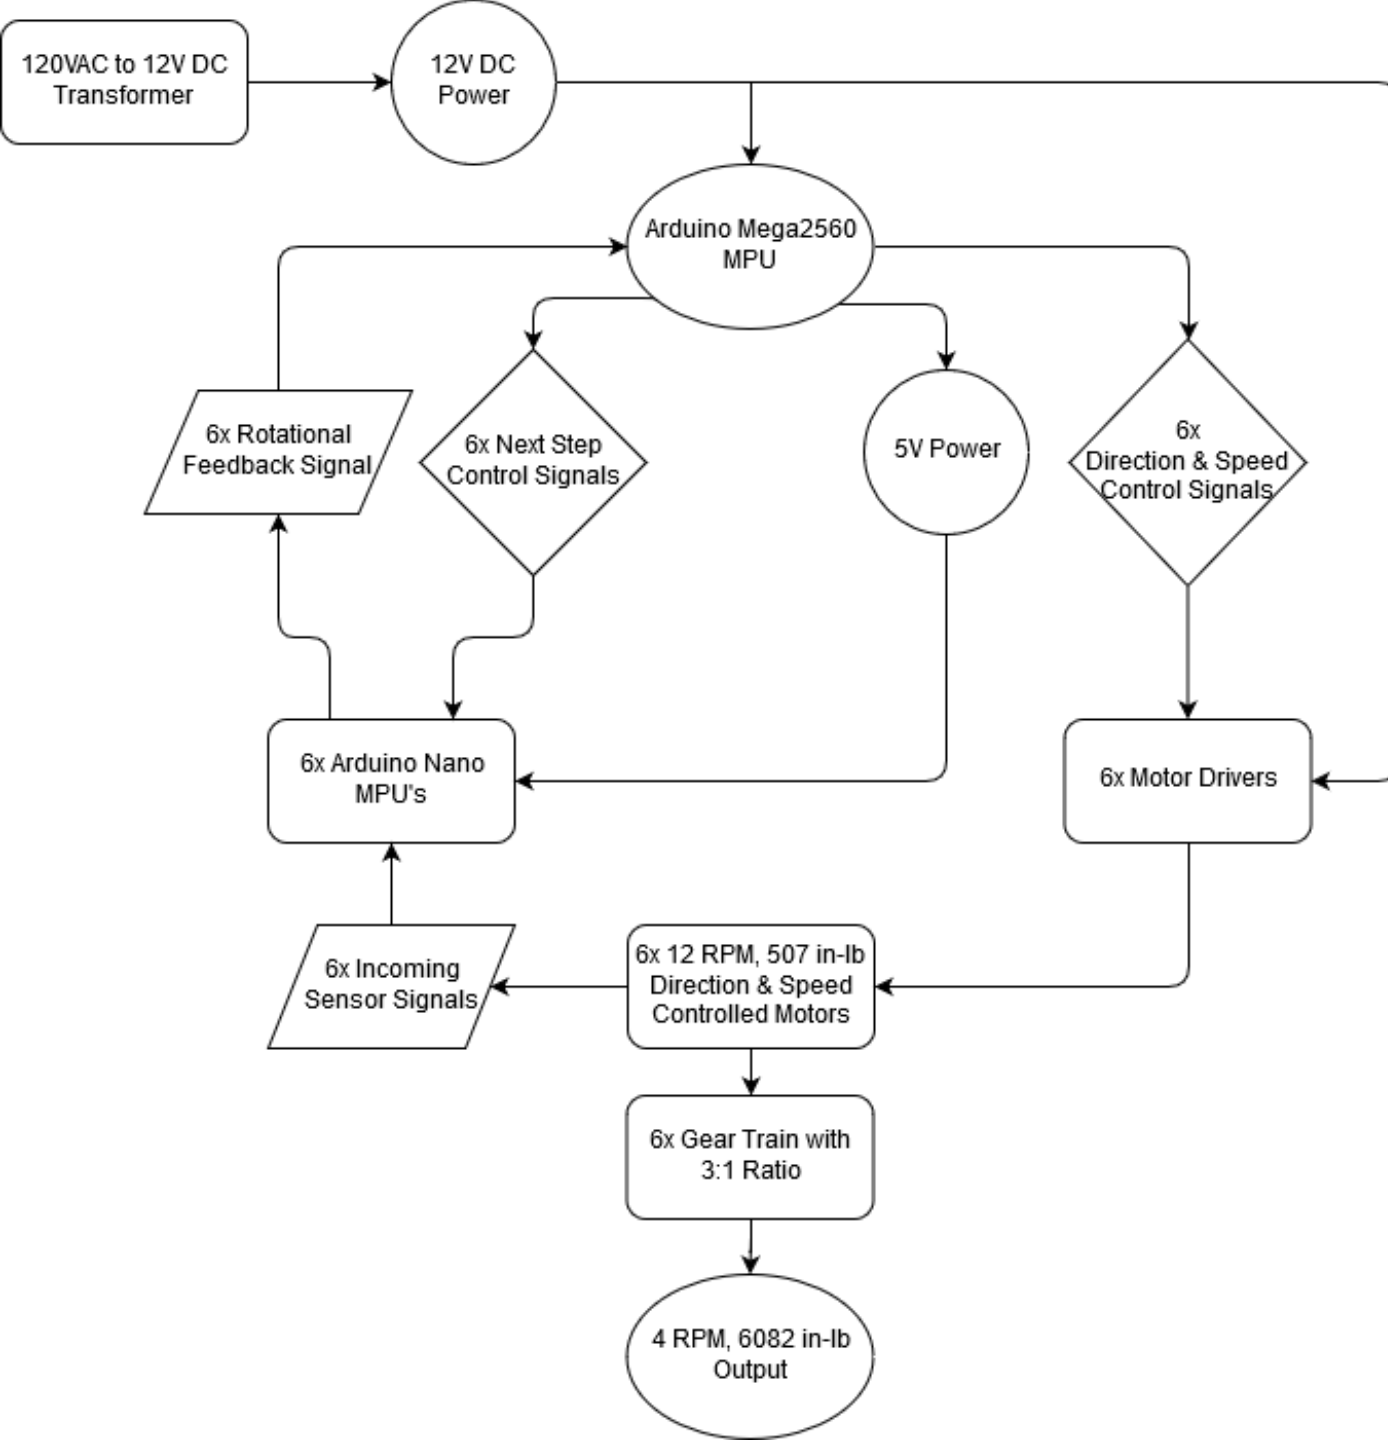 120VAC to 12V DC
Transformer
12V DC
Power
Arduino Mega2560
MPU
6x Rotational
Feedback Signal
6x Next Step
Control Signals
5V Power
6x
Direction & Speed
Control Signals
6x Arduino Nano
MPU's
6x Motor Drivers
6x Incoming
Sensor Signals
6x 12 RPM, 507 in-lb
Direction & Speed
Controlled Motors
6x Gear Train with
3:1 Ratio
4 RPM, 6082 in-lb
Output